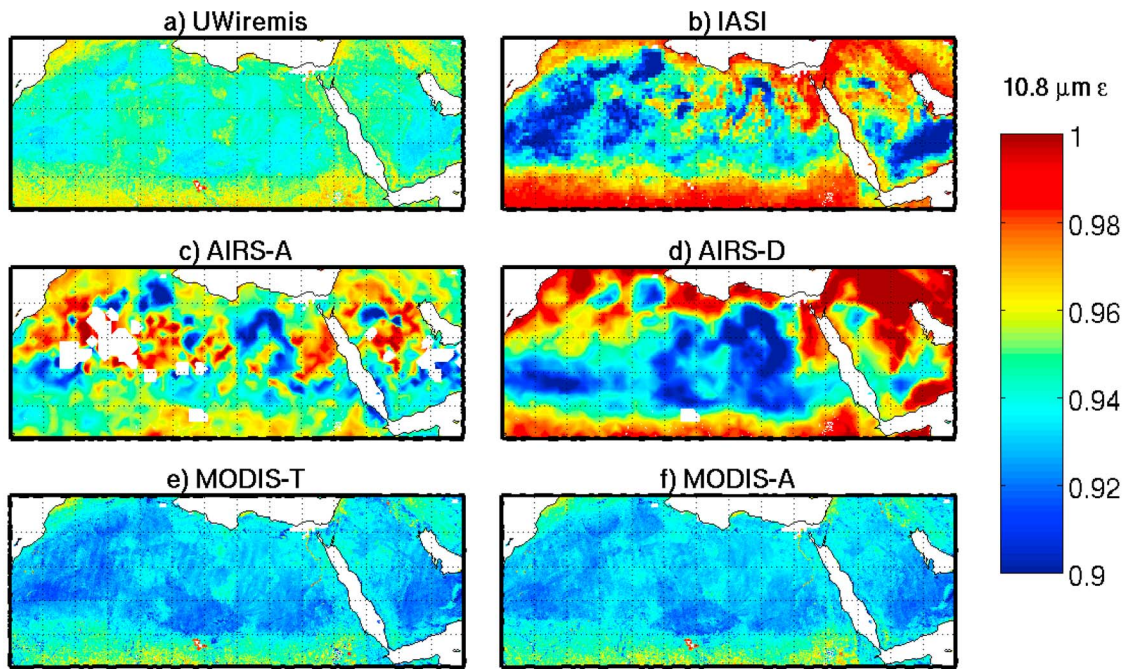 a) UWiremis
b) IASI
c) AIRS-A
d) AIRS-D
e) MODIS-T
f) MODIS-A
10.8 μm ε
1
0.98
0.96
0.94
0.92
0.9